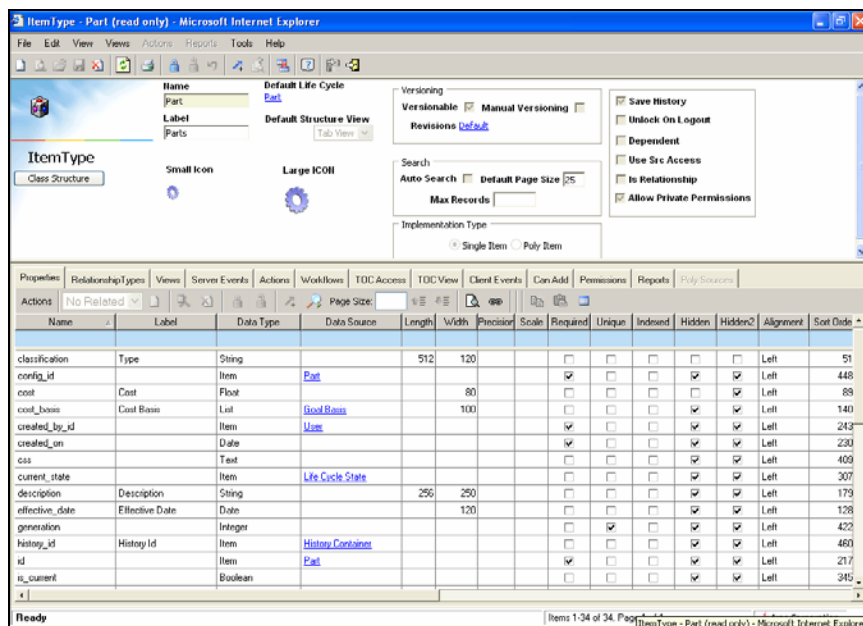 ItemType - Part (read only) - Microsoft Internet Explorer
File Edit View Views Actions Reports Tools Help
Name Default Life Cycle Versioning
Part Part Versionable Manual Versioning Save History
Label Default Structure View Revisions Default Unlock On Logout
Parts Tab View Dependent
ItemType Search Use Src Access
Class Structure Small Icon Large ICON Auto Search Default Page Size 25 Is Relationship
Max Records Allow Private Permissions
Implementation Type
Single Item Poly Item
Properties RelationshipTypes Views Server Events Actions Workflows TOC Access TOC View Client Events Can Add Permissions Reports Poly Sources
Actions No Related Page Size:
Name Label Data Type Data Source Length Width Precision Scale Required Unique Indexed Hidden Hidden2 Alignment Sort Orde
classification Type String 512 120 Left 51
config_id Item Part Left 448
cost Cost Float 80 Left 89
cost_basis Cost Basis List Goal Basis 100 Left 140
created_by_id Item User Left 243
created_on Date Left 230
css Text Left 409
current_state Item Life Cycle State Left 307
description Description String 256 250 Left 179
effective_date Effective Date Date 120 Left 128
generation Integer Left 422
history_id History Id Item History Container Left 460
id Item Part Left 217
is_current Boolean Left 345
Ready Items 1-34 of 34.
ItemType - Part (read only) - Microsoft Internet Explorer